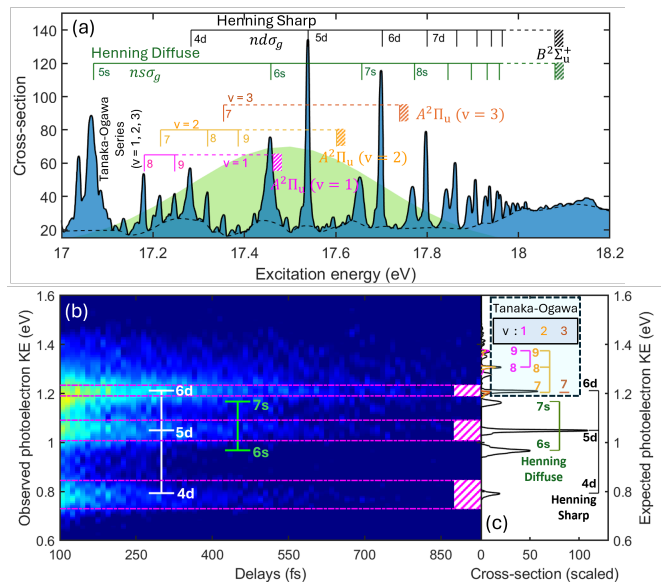 (a)
Henning Sharp
4d
ndσg
5d
6d
7d
B²Σu⁺
Henning Diffuse
5s
nsσg
6s
7s
8s
v = 3
7
A²Πu (v = 3)
v = 2
7
8
9
A²Πu (v = 2)
Tanaka-Ogawa
Series
(v = 1, 2, 3)
8
9
v = 1
A²Πu (v = 1)
Cross-section
140
120
100
80
60
40
20
17
17.2
17.4
17.6
17.8
18
18.2
Excitation energy (eV)
(b)
Observed photoelectron KE (eV)
1.6
1.4
1.2
1
0.8
0.6
6d
5d
4d
7s
6s
100
250
400
550
700
850
Delays (fs)
Tanaka-Ogawa
v : 1 2 3
9 9
8 8
7 7
6d
7s
5d
6s
Henning
Diffuse
4d
Henning
Sharp
(c)
0
50
100
Cross-section (scaled)
1.6
1.4
1.2
1
0.8
0.6
Expected photoelectron KE (eV)